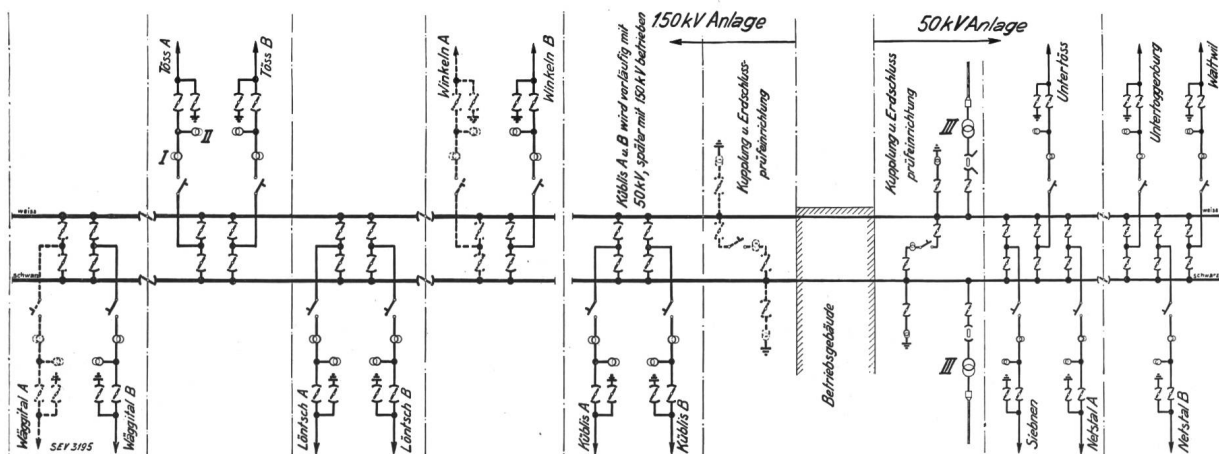 150 kV Anlage
50 kV Anlage
Töss A
Töss B
Winkeln A
Winkeln B
Küblis A u. B wird vorläufig mit
50 kV, später mit 150 kV betrieben
Kupplung u. Erdschluss-
prüfeinrichtung
Kupplung u. Erdschluss
prüfeinrichtung
III
Untertöss
Untertoggenburg
Wattwil
II
I
weiss
weiss
schwarz
schwarz
Betriebsgebäude
III
Wäggital A
SEV 3195
Wäggital B
Löntsch A
Löntsch B
Küblis A
Küblis B
Siebnen
Netstal A
Netstal B